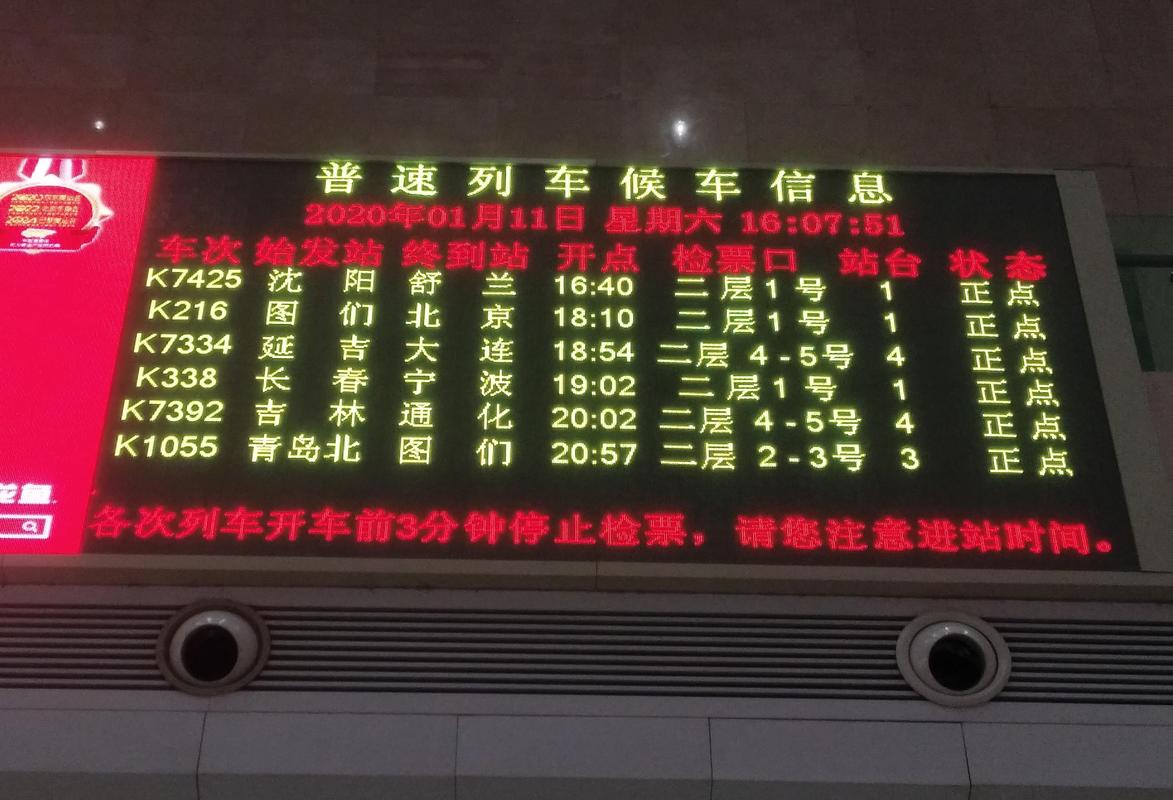 普速列车候车信息
2020年01月11日 星期六 16:07:51
车次 始发站 终到站 开点 检票口 站台 状态
K7425 沈阳 舒兰 16:40 二层1号 1 正点
K216 图们 北京 18:10 二层1号 1 正点
K7334 延吉 大连 18:54 二层4-5号 4 正点
K338 长春 宁波 19:02 二层1号 1 正点
K7392 吉林 通化 20:02 二层4-5号 4 正点
K1055 青岛北 图们 20:57 二层2-3号 3 正点
各次列车开车前3分钟停止检票，请您注意进站时间。